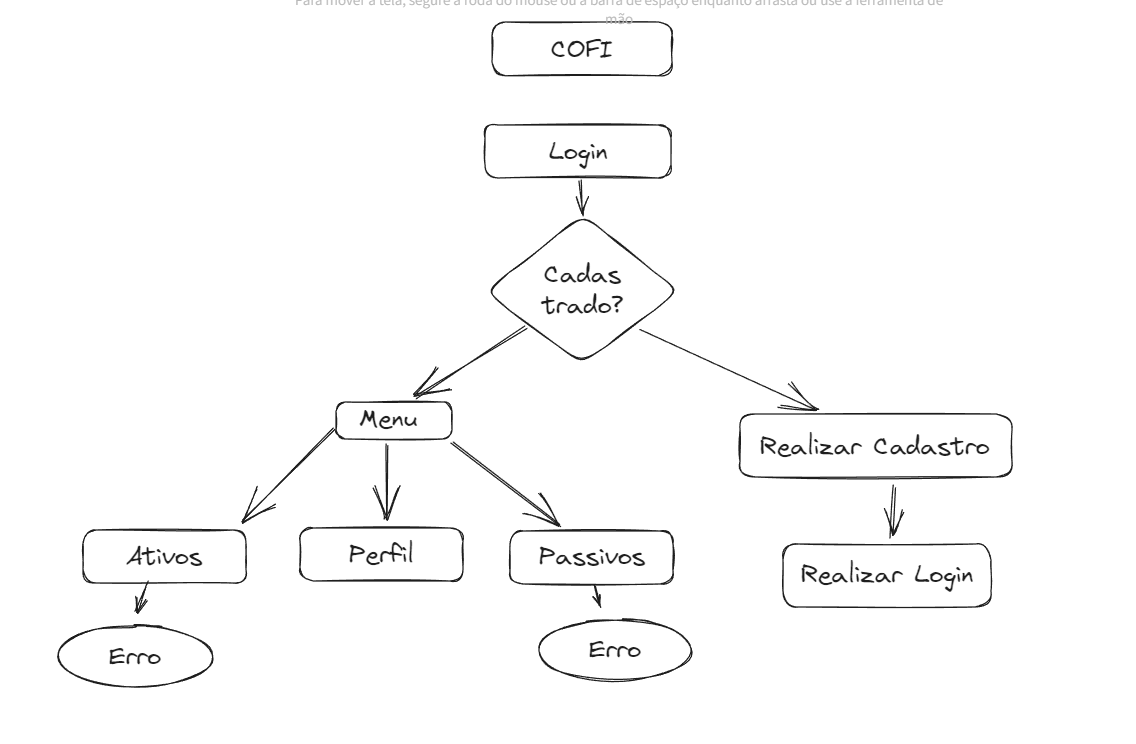 Para mover a tela, segure a roda do mouse ou a barra de espaço enquanto arrasta ou use a ferramenta de
mão
COFI
Login
Cadas
trado?
Menu
Realizar Cadastro
Ativos
Perfil
Passivos
Realizar Login
Erro
Erro